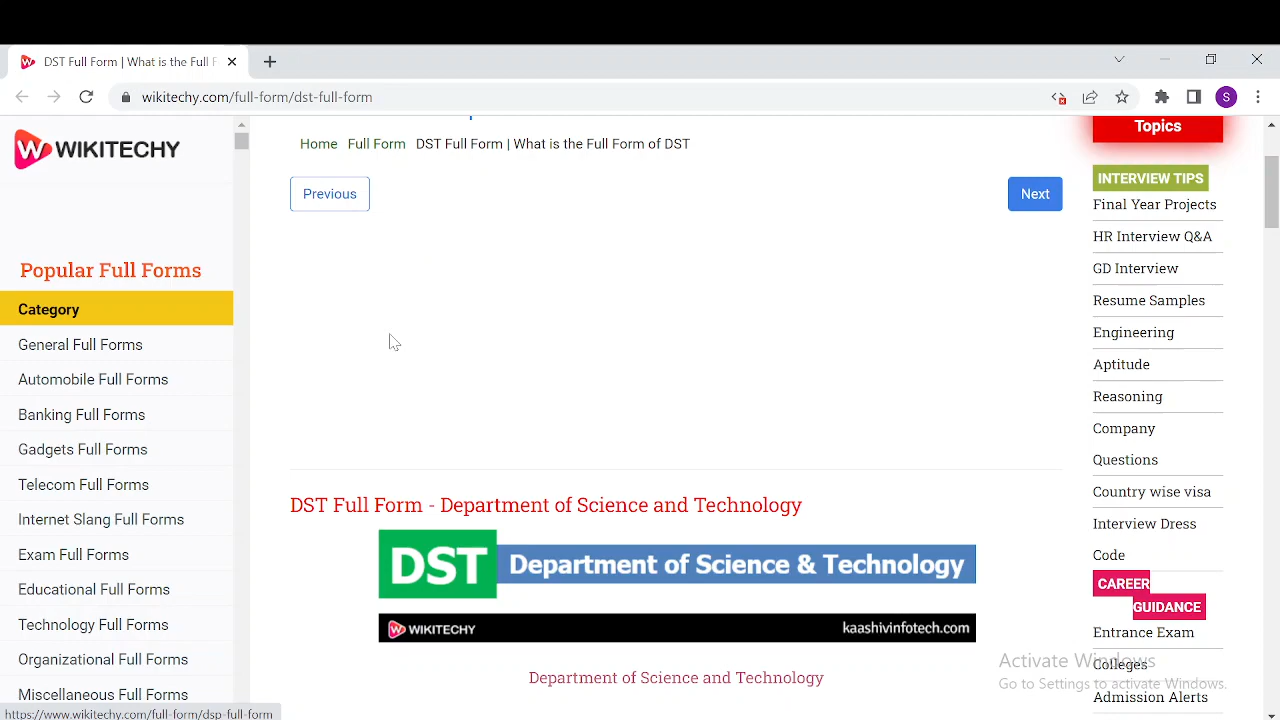 DST Full Form | What is the Full F
wikitechy.com/full-form/dst-full-form
S
WIKITECHY
Popular Full Forms
Category
General Full Forms
Automobile Full Forms
Banking Full Forms
Gadgets Full Forms
Telecom Full Forms
Internet Slang Full Forms
Exam Full Forms
Educational Full Forms
Technology Full Forms
Organizational Full Forms
Miscellaneous Full Forms
https://www.wikitechy.com/full-form/dsp-full-form
Home Full Form DST Full Form | What is the Full Form of DST
Previous
Next
DST Full Form - Department of Science and Technology
DST Department of Science & Technology
WIKITECHY kaashivinfotech.com
Department of Science and Technology
Topics
INTERVIEW TIPS
Final Year Projects
HR Interview Q&A
GD Interview
Resume Samples
Engineering
Aptitude
Reasoning
Company
Questions
Country wise visa
Interview Dress
Code
CAREER
GUIDANCE
Entrance Exam
Colleges
Admission Alerts
Activate Windows
Go to Settings to activate Windows.